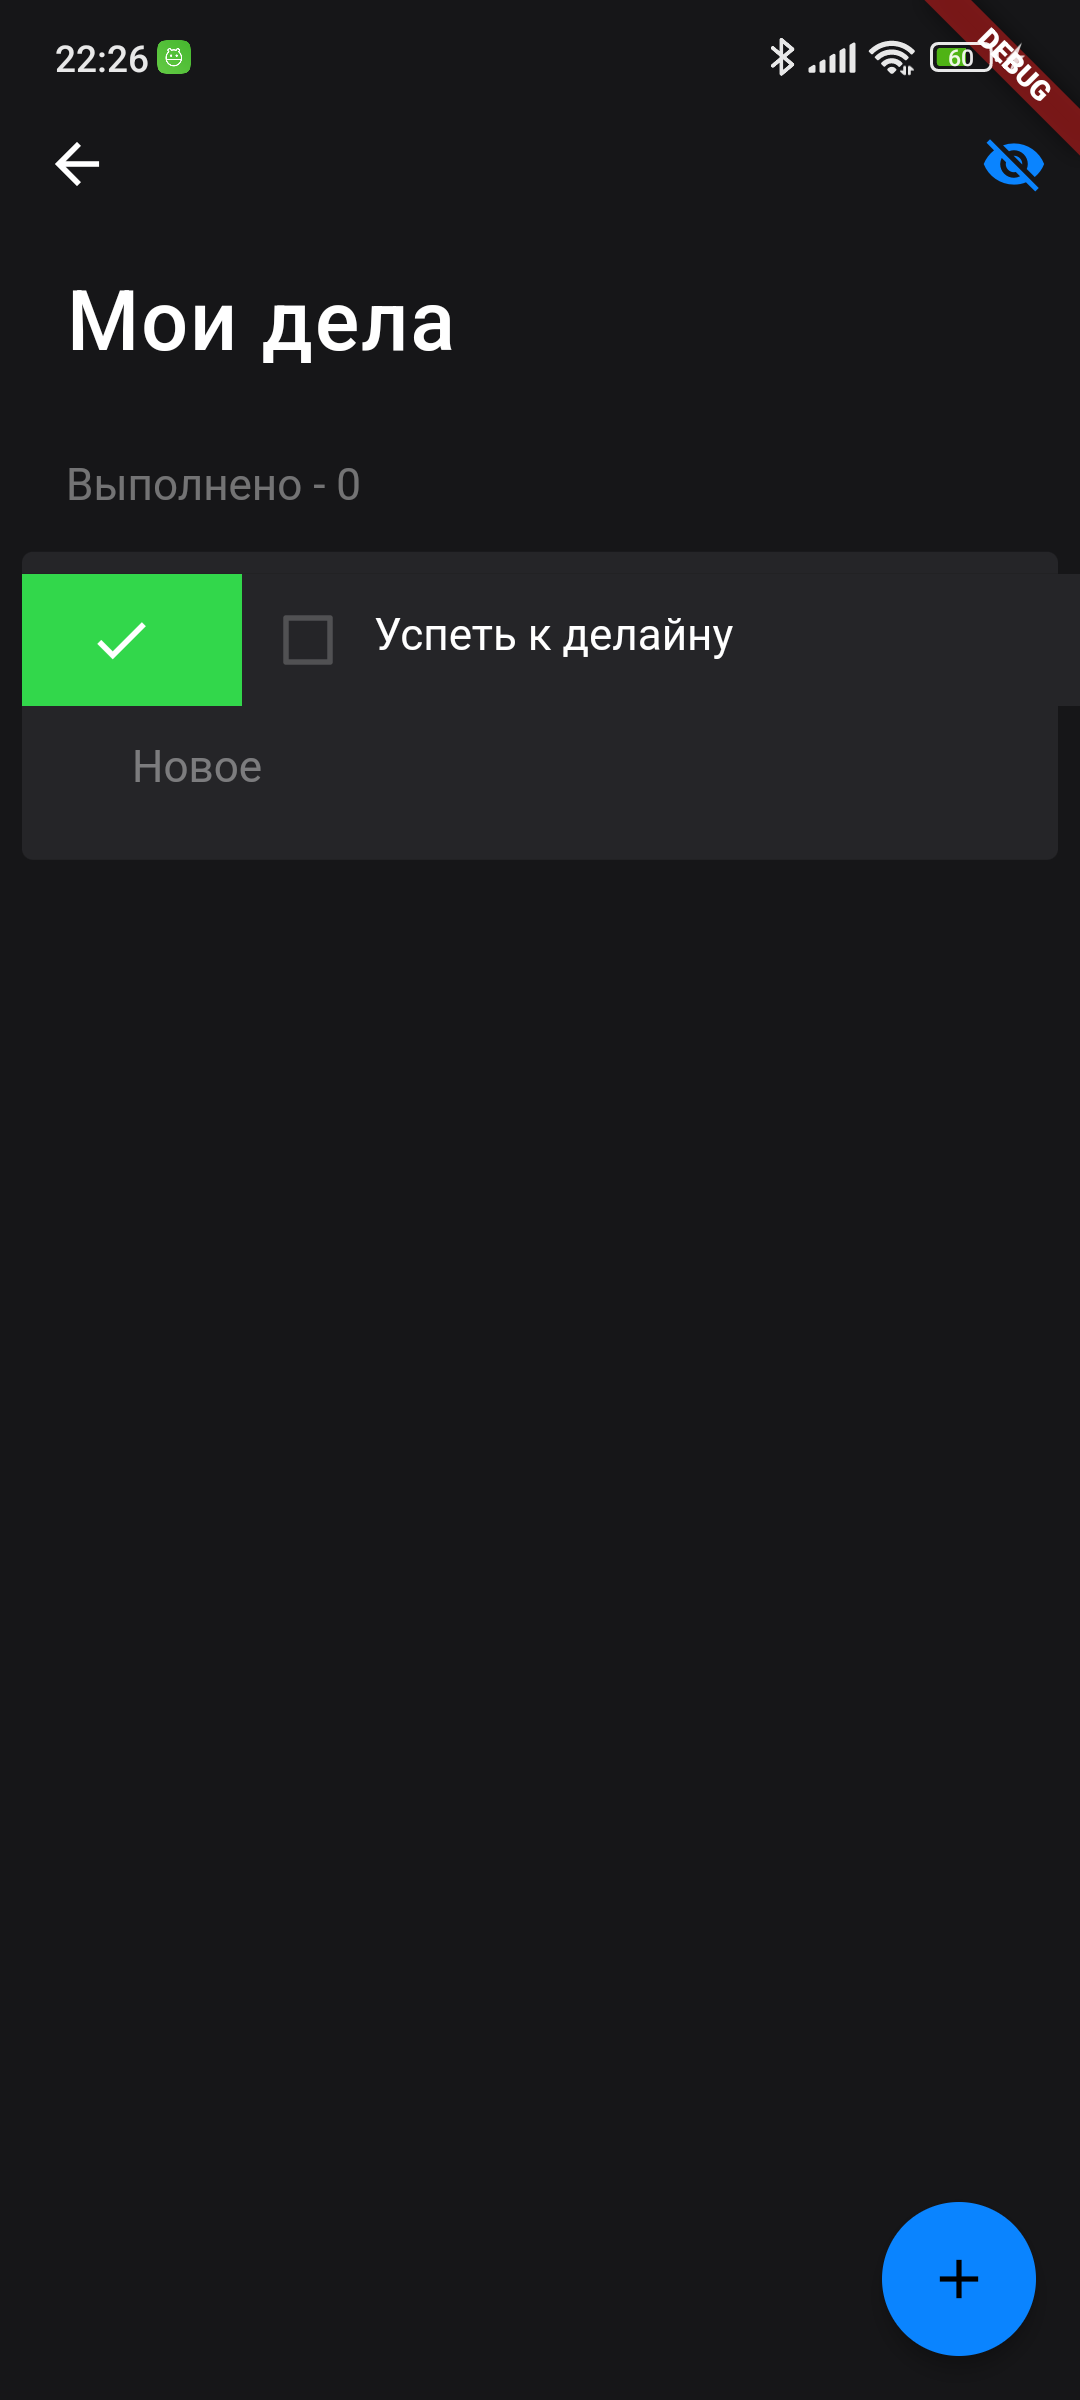 22:26
60
DEBUG
Мои дела
Выполнено - 0
Успеть к делайну
Новое